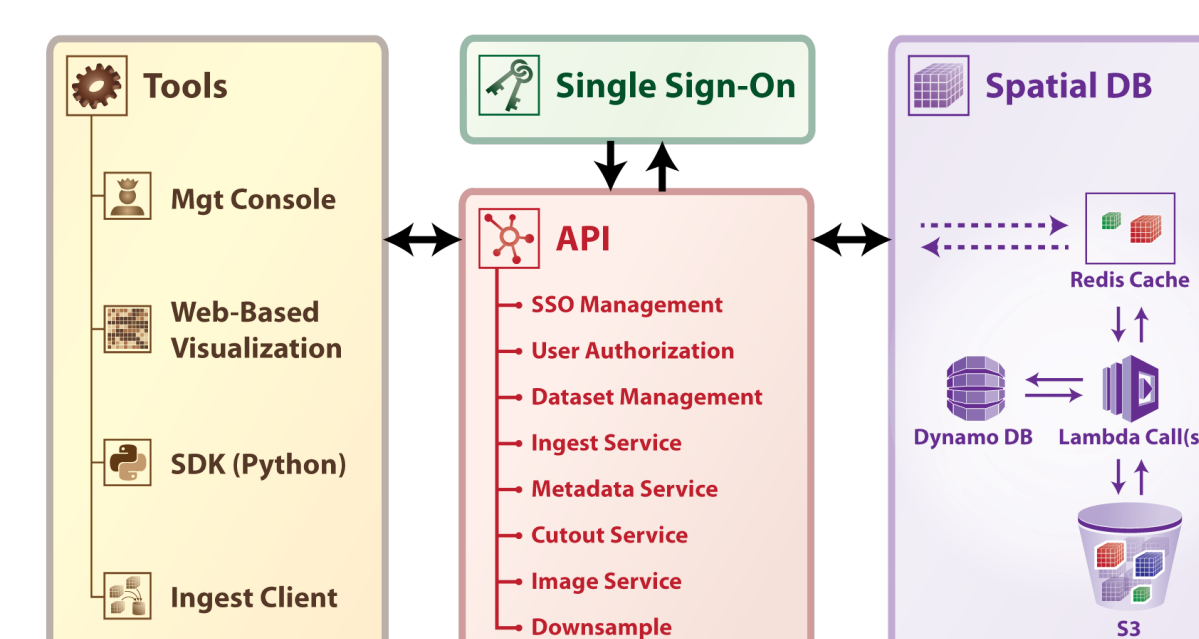 Tools
Mgt Console
Web-Based
Visualization
SDK (Python)
Ingest Client
Single Sign-On
API
SSO Management
User Authorization
Dataset Management
Ingest Service
Metadata Service
Cutout Service
Image Service
Downsample
Spatial DB
Redis Cache
Dynamo DB
Lambda Call(s
S3